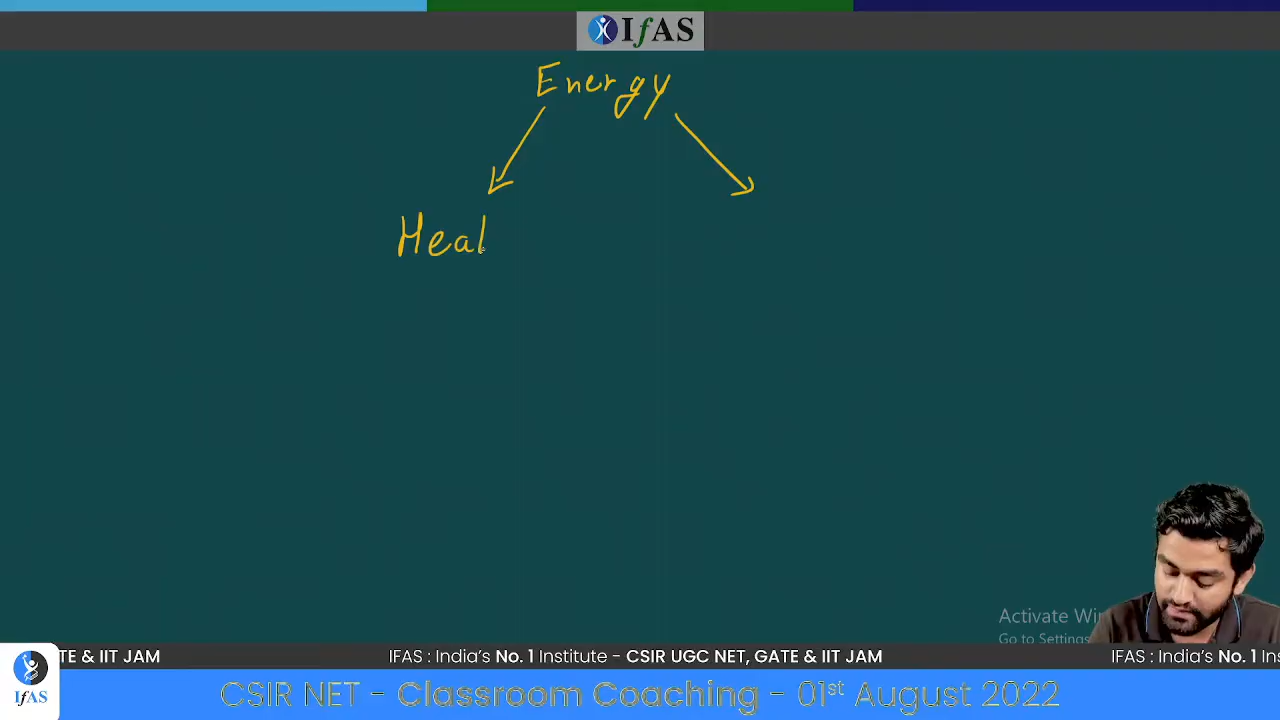 IfAS
Energy
Heal
Activate Wi
Go to Settings
TE & IIT JAM
IFAS : India's No. 1 Institute - CSIR UGC NET, GATE & IIT JAM
IFAS : India's No. 1 Ins
IfAS
CSIR NET - Classroom Coaching - 01st August 2022